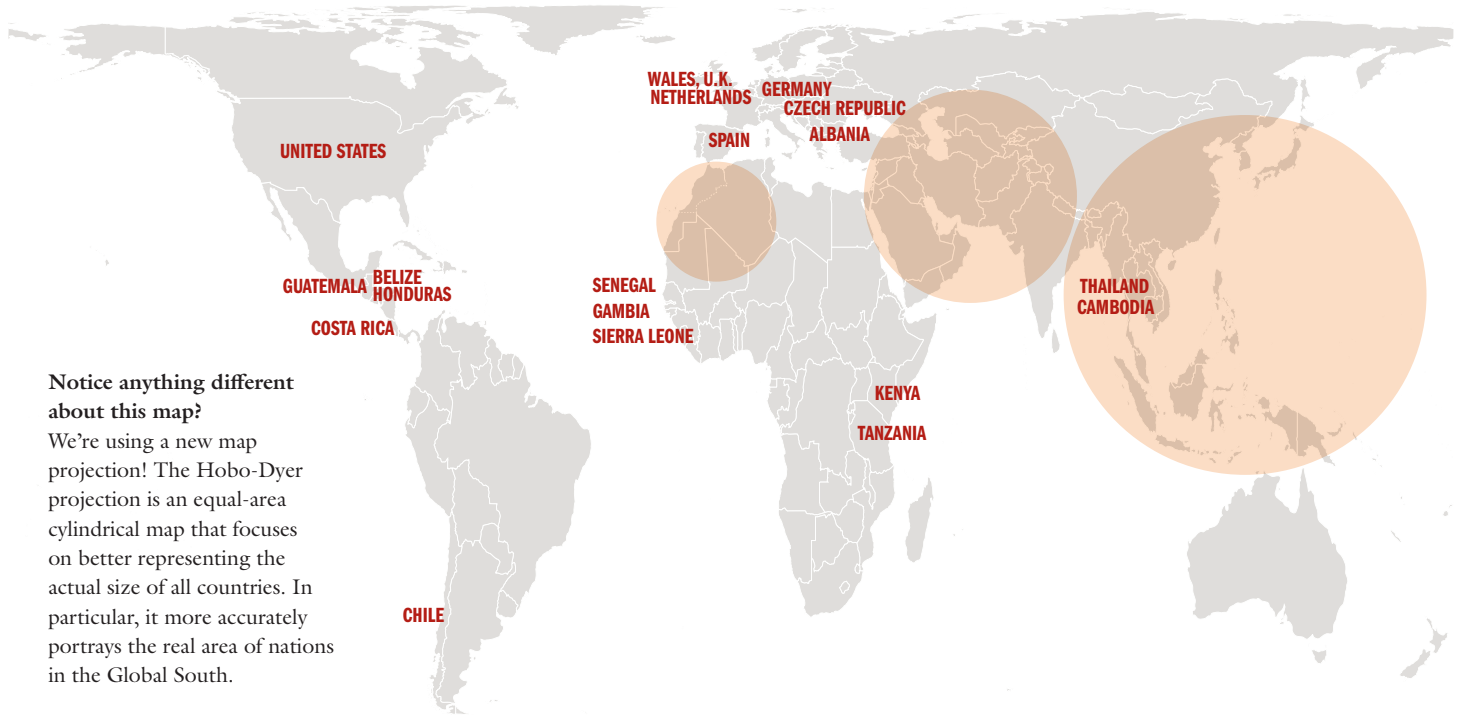 WALES, U.K.
NETHERLANDS
GERMANY
CZECH REPUBLIC
ALBANIA
SPAIN
UNITED STATES
GUATEMALA
BELIZE
HONDURAS
COSTA RICA
SENEGAL
GAMBIA
SIERRA LEONE
THAILAND
CAMBODIA
KENYA
TANZANIA
CHILE
Notice anything different
about this map?
We’re using a new map
projection! The Hobo-Dyer
projection is an equal-area
cylindrical map that focuses
on better representing the
actual size of all countries. In
particular, it more accurately
portrays the real area of nations
in the Global South.